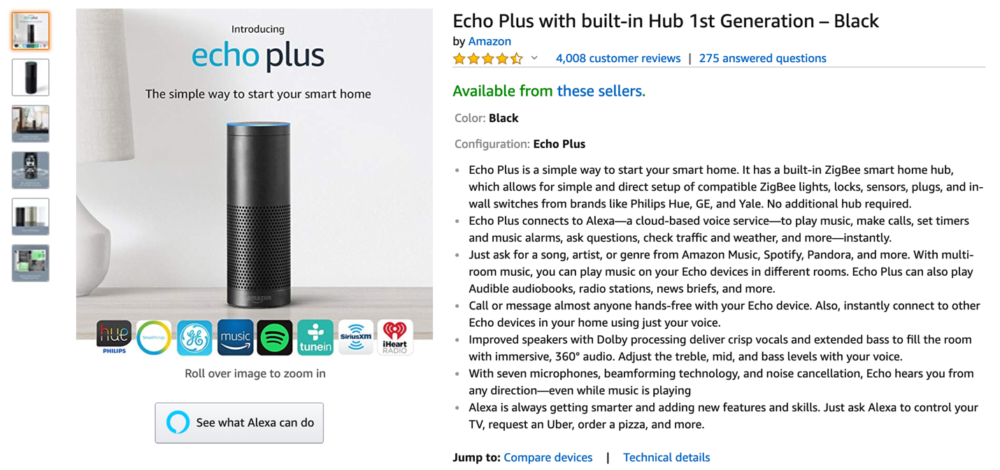 Introducing
echo plus
The simple way to start your smart home
amazon
hue
PHILIPS
SmartThings
GE
music
tunein
SiriusXM
iHeart
RADIO
Roll over image to zoom in
See what Alexa can do
Echo Plus with built-in Hub 1st Generation – Black
by Amazon
4,008 customer reviews | 275 answered questions
Available from these sellers.
Color: Black
Configuration: Echo Plus
• Echo Plus is a simple way to start your smart home. It has a built-in ZigBee smart home hub,
which allows for simple and direct setup of compatible ZigBee lights, locks, sensors, plugs, and in-
wall switches from brands like Philips Hue, GE, and Yale. No additional hub required.
• Echo Plus connects to Alexa—a cloud-based voice service—to play music, make calls, set timers
and music alarms, ask questions, check traffic and weather, and more—instantly.
• Just ask for a song, artist, or genre from Amazon Music, Spotify, Pandora, and more. With multi-
room music, you can play music on your Echo devices in different rooms. Echo Plus can also play
Audible audiobooks, radio stations, news briefs, and more.
• Call or message almost anyone hands-free with your Echo device. Also, instantly connect to other
Echo devices in your home using just your voice.
• Improved speakers with Dolby processing deliver crisp vocals and extended bass to fill the room
with immersive, 360° audio. Adjust the treble, mid, and bass levels with your voice.
• With seven microphones, beamforming technology, and noise cancellation, Echo hears you from
any direction—even while music is playing
• Alexa is always getting smarter and adding new features and skills. Just ask Alexa to control your
TV, request an Uber, order a pizza, and more.
Jump to: Compare devices | Technical details